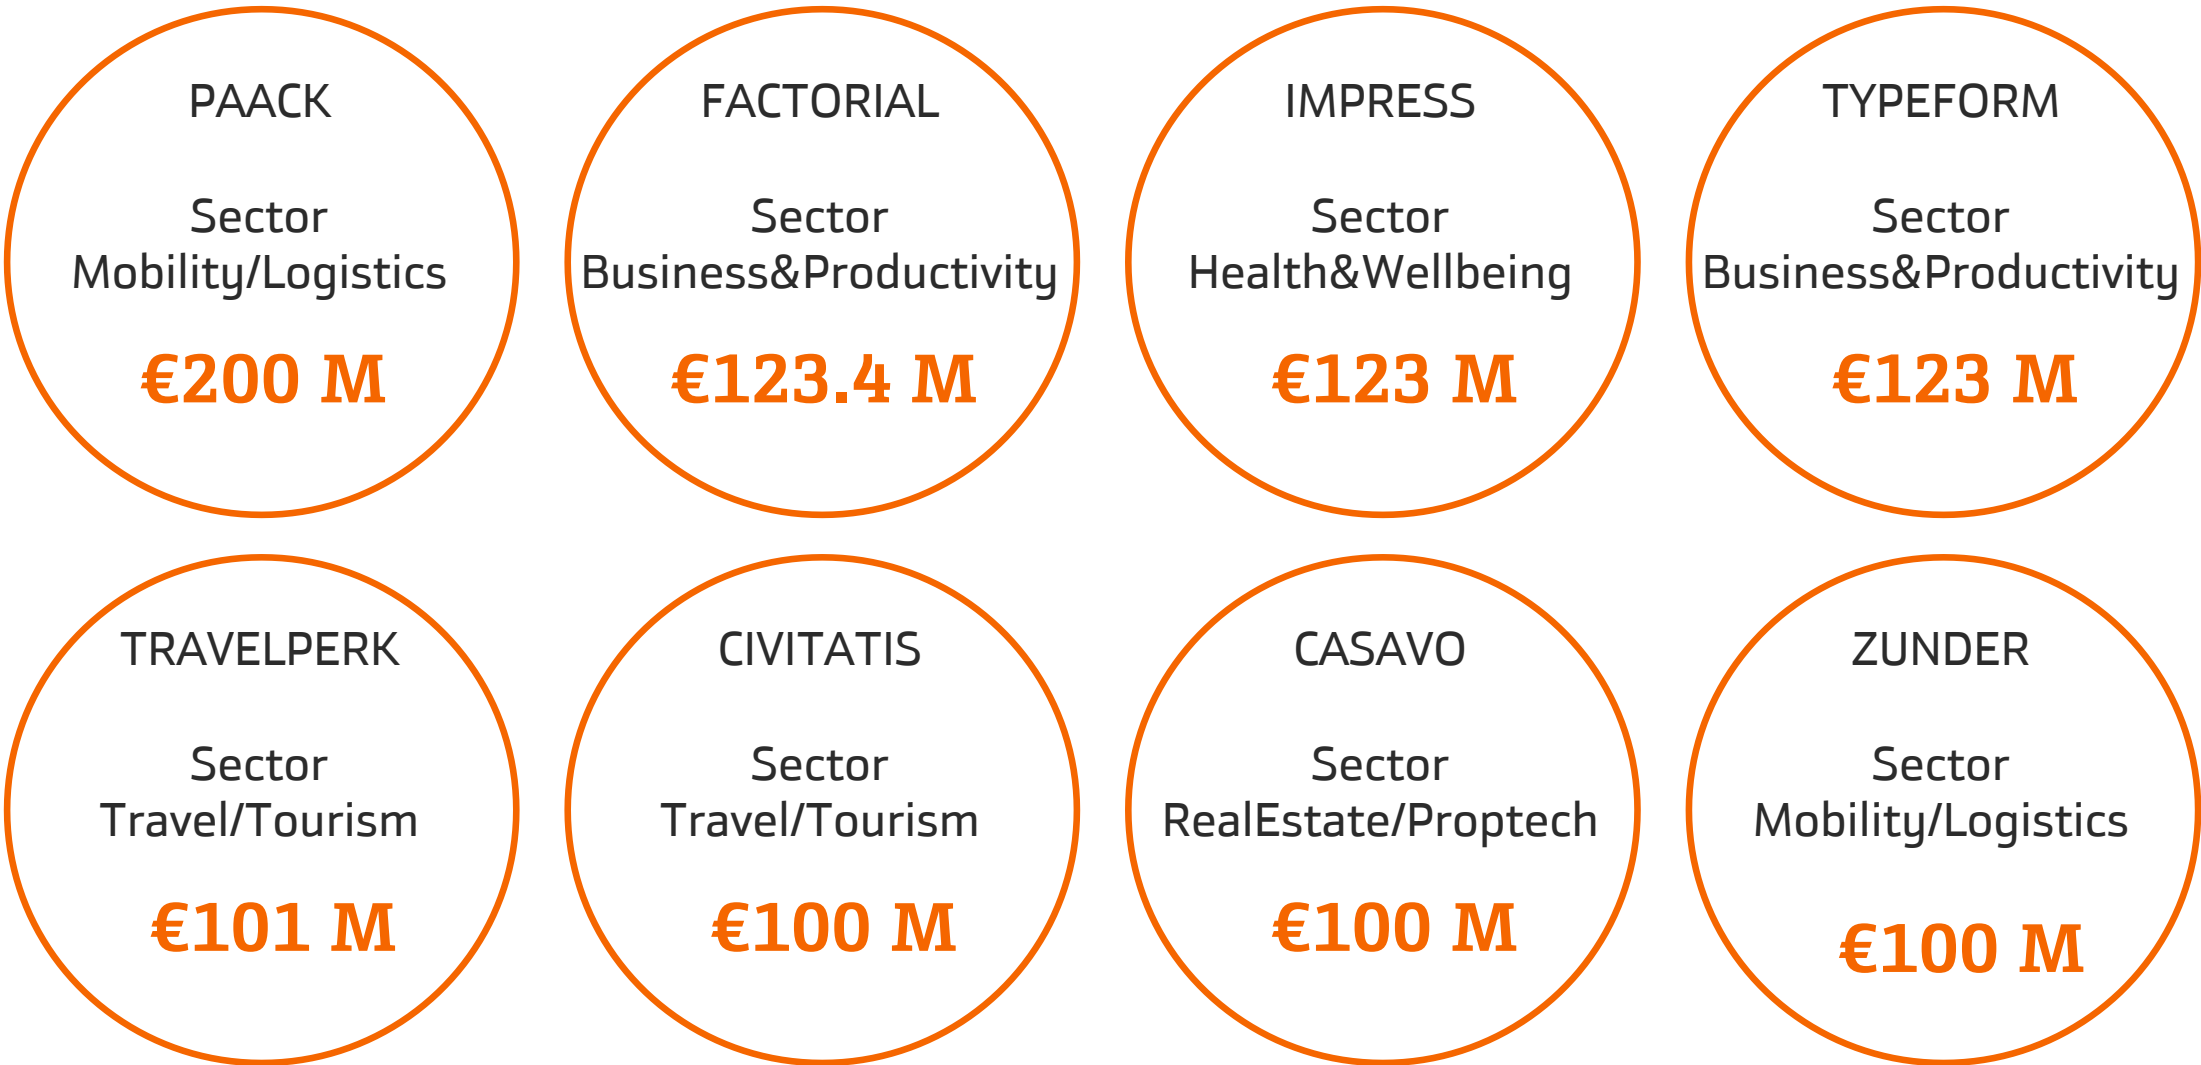 PAACK
Sector
Mobility/Logistics
€200 M
FACTORIAL
Sector
Business&Productivity
€123.4 M
IMPRESS
Sector
Health&Wellbeing
€123 M
TYPEFORM
Sector
Business&Productivity
€123 M
TRAVELPERK
Sector
Travel/Tourism
€101 M
CIVITATIS
Sector
Travel/Tourism
€100 M
CASAVO
Sector
RealEstate/Proptech
€100 M
ZUNDER
Sector
Mobility/Logistics
€100 M